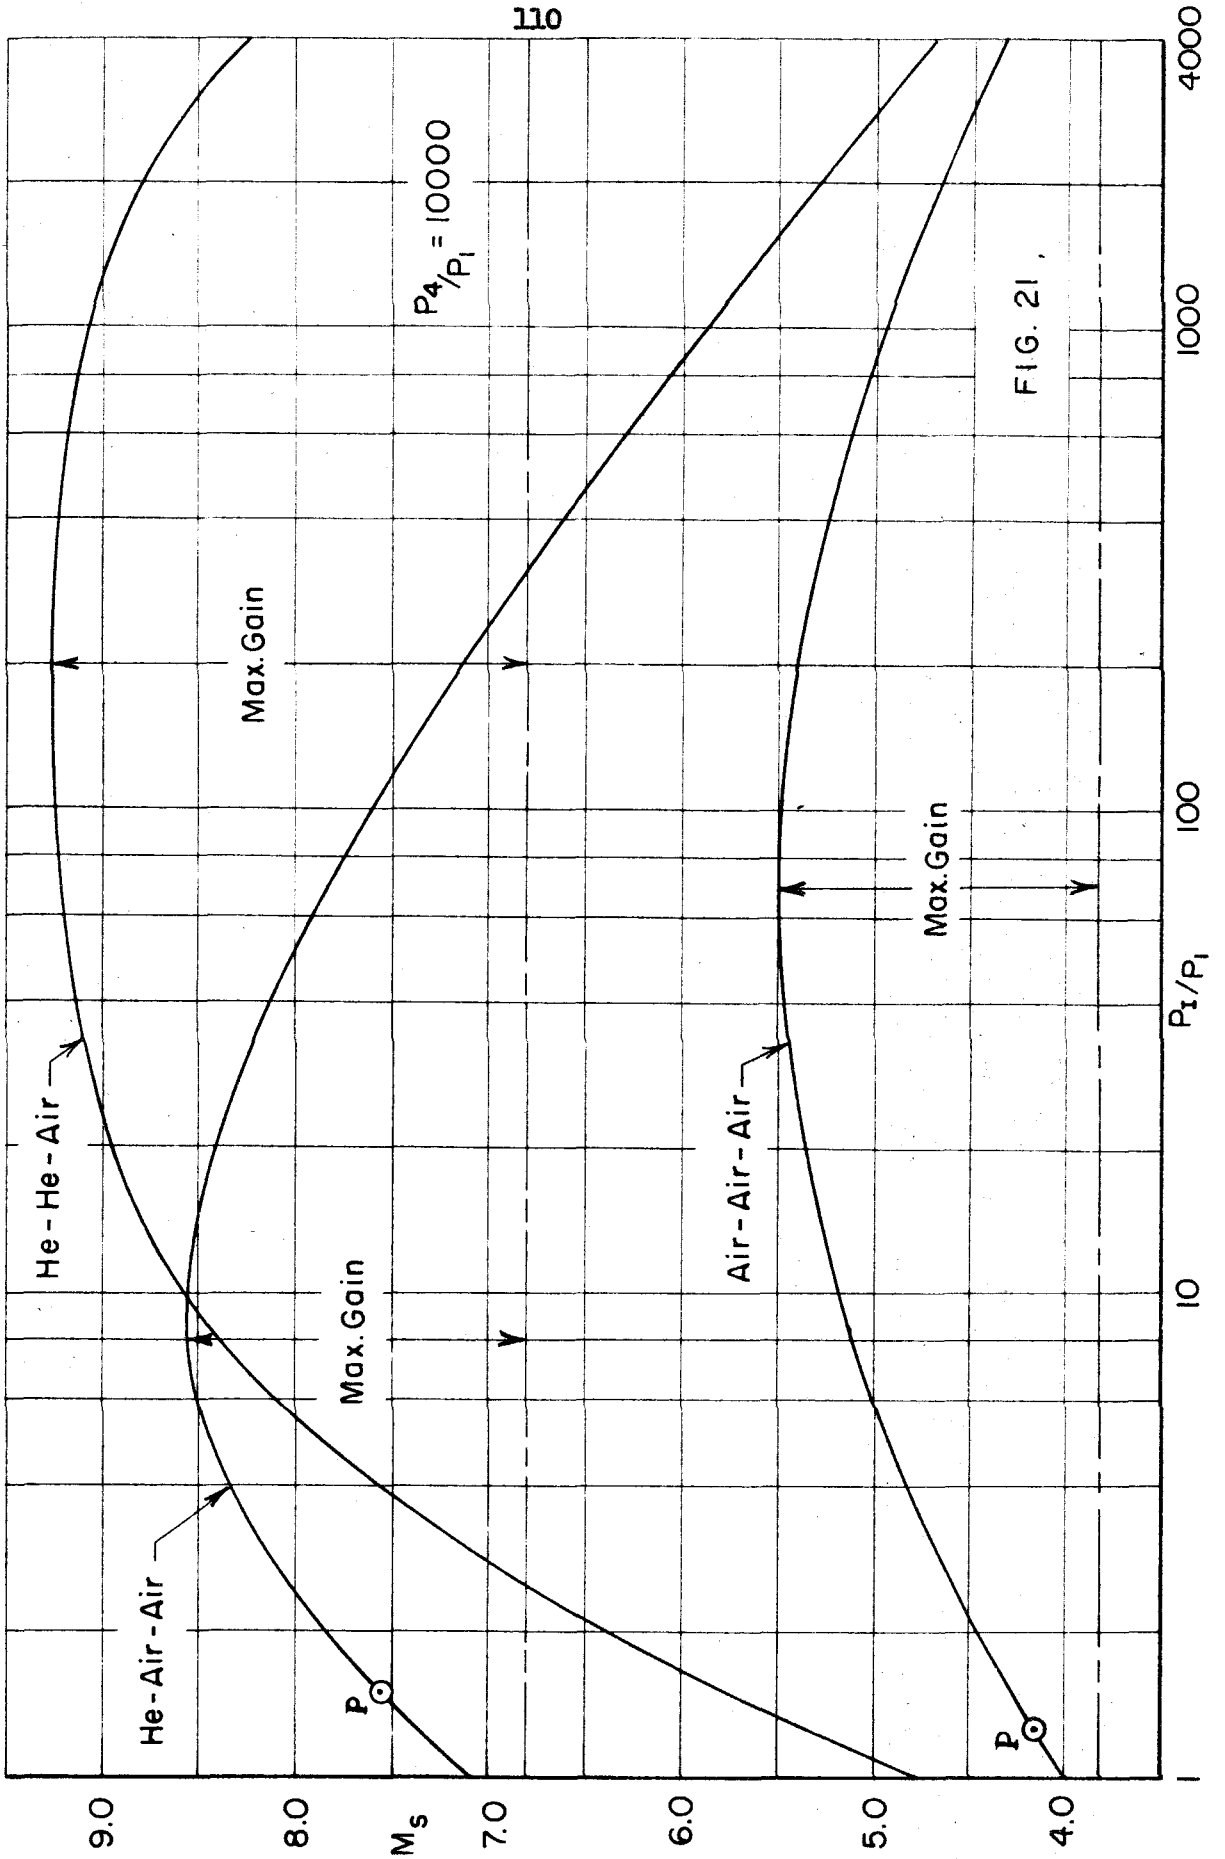 110
He-He-Air
He-Air-Air
Air-Air-Air
Max. Gain
Max. Gain
Max. Gain
P4/P1 = 10000
FIG. 21
P
P
Ms
9.0
8.0
7.0
6.0
5.0
4.0
1
10
100
1000
4000
PI/P1